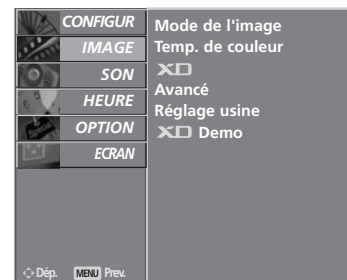 CONFIGUR
IMAGE
SON
HEURE
OPTION
ECRAN
Mode de l'image
Temp. de couleur
XD
Avancé
Réglage usine
XD Demo
Dép. MENU Prev.